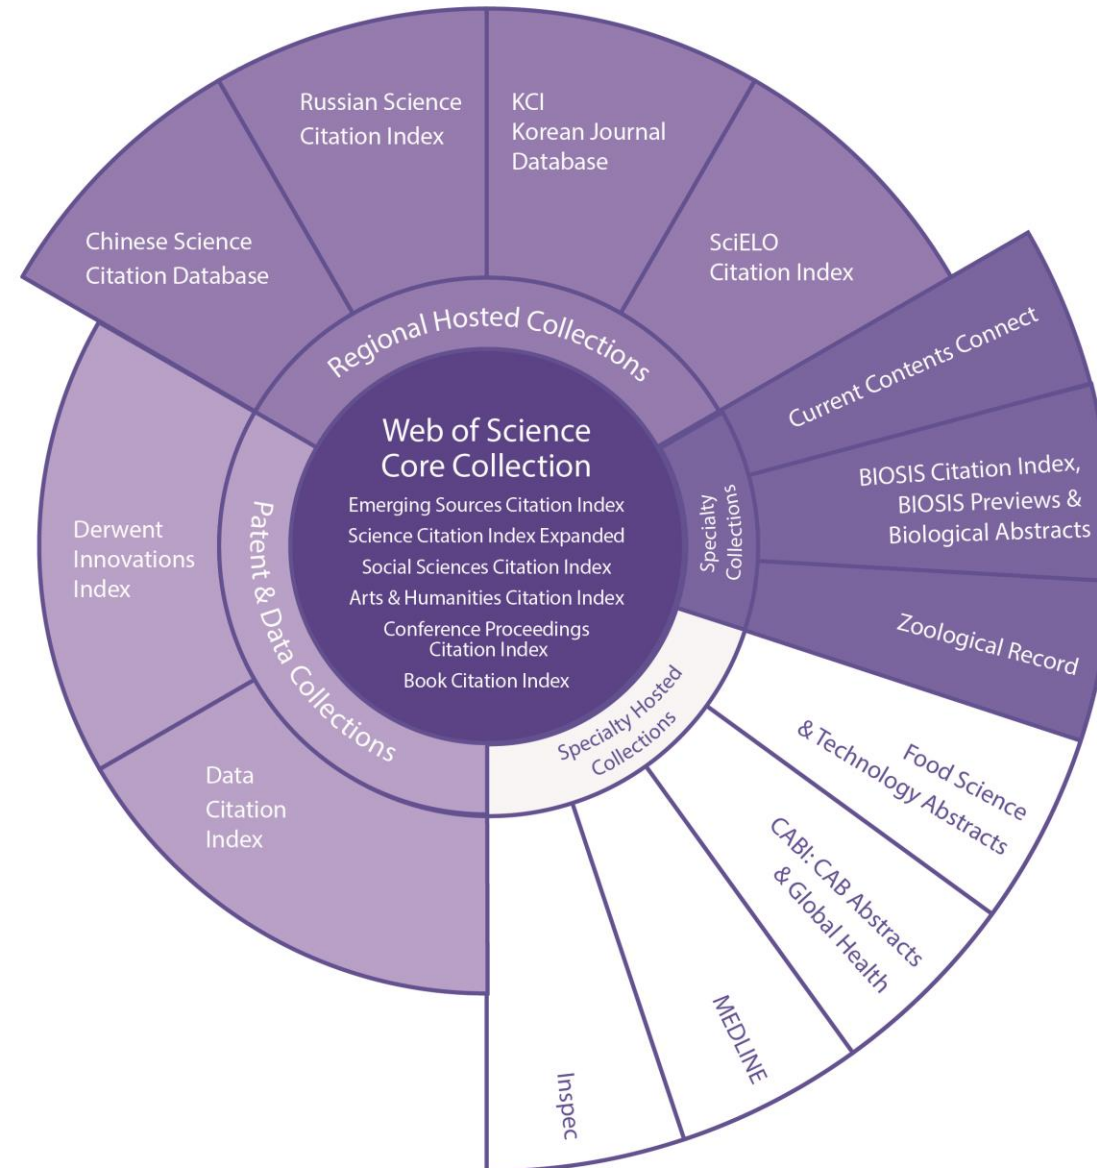 Russian Science
Citation Index
KCI
Korean Journal
Database
Chinese Science
Citation Database
SciELO
Citation Index
Regional Hosted Collections
Current Contents Connect
BIOSIS Citation Index,
BIOSIS Previews &
Biological Abstracts
Zoological Record
Specialty
Collections
Web of Science
Core Collection
Emerging Sources Citation Index
Science Citation Index Expanded
Social Sciences Citation Index
Arts & Humanities Citation Index
Conference Proceedings
Citation Index
Book Citation Index
Patent & Data Collections
Derwent
Innovations
Index
Data
Citation
Index
Specialty Hosted
Collections
Food Science
& Technology Abstracts
CABI: CAB Abstracts
& Global Health
MEDLINE
Inspec